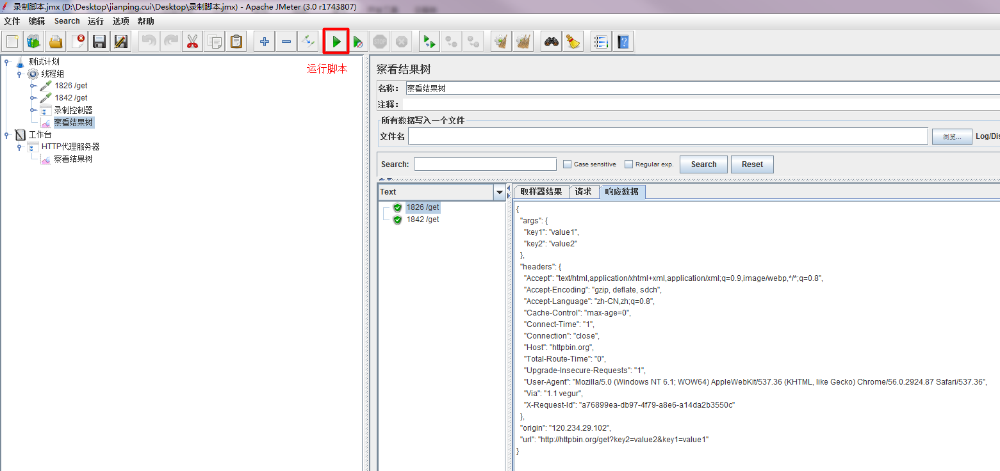 录制脚本.jmx (D:\Desktop\jianping.cui\Desktop\录制脚本.jmx) - Apache JMeter (3.0 r1743807)
文件 编辑 Search 运行 选项 帮助
STOP
运行脚本
测试计划
线程组
1826 /get
1842 /get
录制控制器
察看结果树
工作台
HTTP代理服务器
察看结果树
察看结果树
名称： 察看结果树
注释：
所有数据写入一个文件
文件名 浏览... Log/Dis
Search: Case sensitive Regular exp. Search Reset
Text
1826 /get
1842 /get
取样器结果 请求 响应数据
{
"args": {
"key1": "value1",
"key2": "value2"
},
"headers": {
"Accept": "text/html,application/xhtml+xml,application/xml;q=0.9,image/webp,*/*;q=0.8",
"Accept-Encoding": "gzip, deflate, sdch",
"Accept-Language": "zh-CN,zh;q=0.8",
"Cache-Control": "max-age=0",
"Connect-Time": "1",
"Connection": "close",
"Host": "httpbin.org",
"Total-Route-Time": "0",
"Upgrade-Insecure-Requests": "1",
"User-Agent": "Mozilla/5.0 (Windows NT 6.1; WOW64) AppleWebKit/537.36 (KHTML, like Gecko) Chrome/56.0.2924.87 Safari/537.36",
"Via": "1.1 vegur",
"X-Request-Id": "a76899ea-db97-4f79-a8e6-a14da2b3550c"
},
"origin": "120.234.29.102",
"url": "http://httpbin.org/get?key2=value2&key1=value1"
}